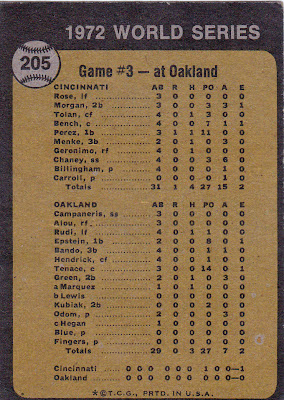 1972 WORLD SERIES
205
Game #3 — at Oakland
CINCINNATI AB R H PO A E
Rose, lf 3 0 0 0 0 0
Morgan, 2b 3 0 0 3 3 1
Tolan, cf 4 0 1 3 0 0
Bench, c 4 0 0 7 1 1
Perez, 1b 3 1 1 11 0 0
Menke, 3b 2 0 1 0 3 0
Geronimo, rf 4 0 1 0 0 0
Chaney, ss 4 0 0 3 6 0
Billingham, p 4 0 0 0 1 0
Carroll, p 0 0 0 0 1 0
Totals 31 1 4 27 15 2
OAKLAND AB R H PO A E
Campaneris, ss 3 0 0 0 0 0
Alou, rf 3 0 0 0 0 0
Rudi, lf 4 0 1 1 0 0
Epstein, 1b 2 0 0 8 0 1
Bando, 3b 4 0 0 1 1 0
Hendrick, cf 4 0 1 0 0 0
Tenace, c 3 0 0 14 0 1
Green, 2b 2 0 1 0 3 0
a Marquez 1 0 1 0 0 0
b Lewis 0 0 0 0 0 0
Kubiak, 2b 0 0 0 2 0 0
Odom, p 2 0 0 0 3 0
c Hegan 1 0 0 0 0 0
Blue, p 0 0 0 0 0 0
Fingers, p 0 0 0 0 0 0
Totals 29 0 3 27 7 2
Cincinnati 0 0 0 0 0 0 1 0 0—1
Oakland 0 0 0 0 0 0 0 0 0—0
★©T.C.G., PRTD. IN U.S.A.